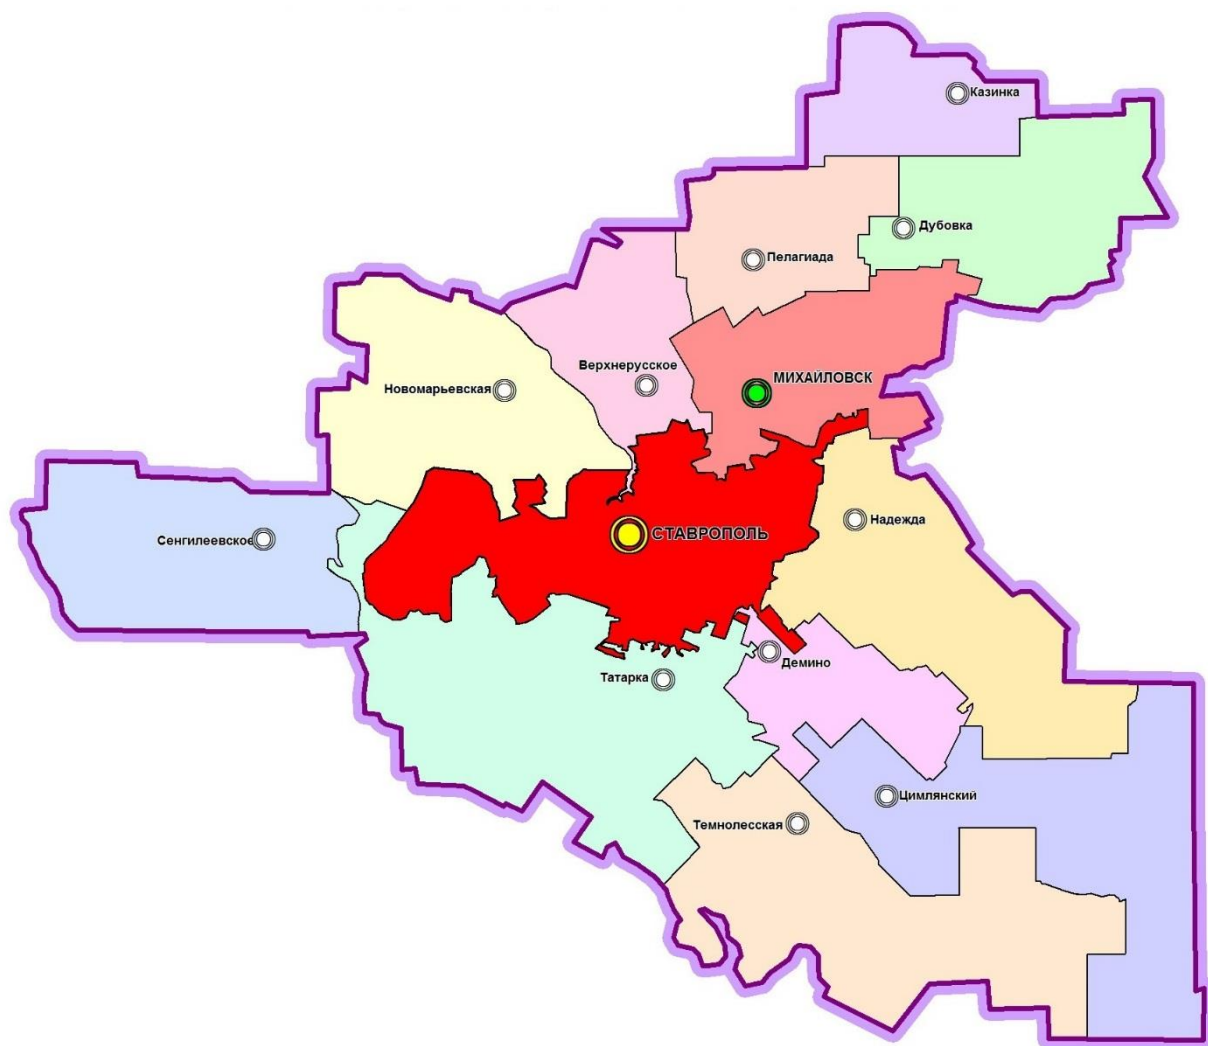 Казинка
Дубовка
Пелагиада
Верхнерусское
МИХАЙЛОВСК
Новомарьевская
Надежда
СТАВРОПОЛЬ
Сенгилеевское
Демино
Татарка
Цимлянский
Темнолесская